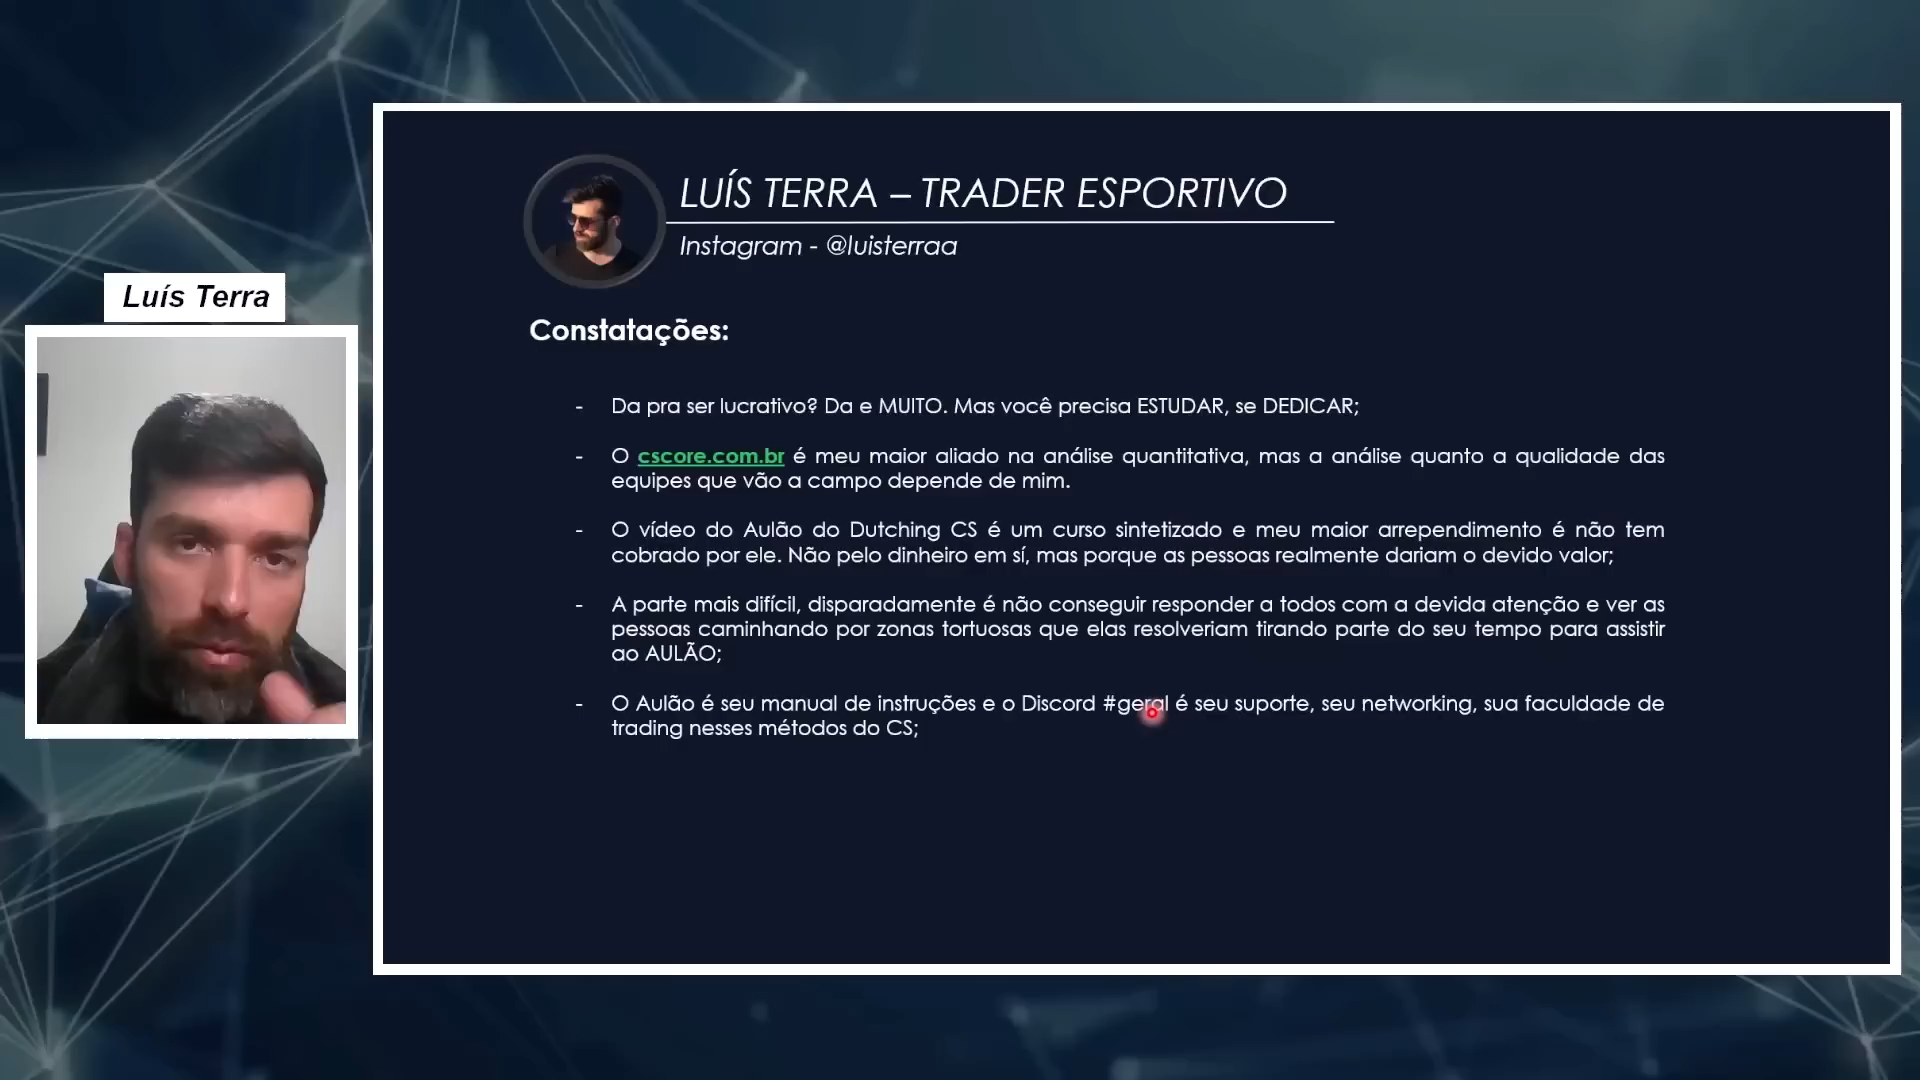 LUÍS TERRA – TRADER ESPORTIVO
Instagram - @luisterraa
Luís Terra
Constatações:
- Da pra ser lucrativo? Da e MUITO. Mas você precisa ESTUDAR, se DEDICAR;
- O cscore.com.br é meu maior aliado na análise quantitativa, mas a análise quanto a qualidade das
equipes que vão a campo depende de mim.
- O vídeo do Aulão do Dutching CS é um curso sintetizado e meu maior arrependimento é não tem
cobrado por ele. Não pelo dinheiro em sí, mas porque as pessoas realmente dariam o devido valor;
- A parte mais difícil, disparadamente é não conseguir responder a todos com a devida atenção e ver as
pessoas caminhando por zonas tortuosas que elas resolveriam tirando parte do seu tempo para assistir
ao AULÃO;
- O Aulão é seu manual de instruções e o Discord #geral é seu suporte, seu networking, sua faculdade de
trading nesses métodos do CS;